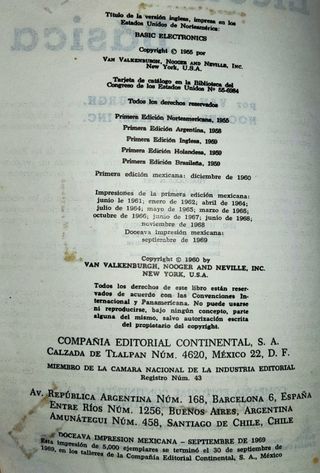 Título de la versión inglesa, impresa en los
Estados Unidos de Norteamérica:
BASIC ELECTRONICS
Copyright © 1955 por
VAN VALKENBURGH, NOOGER AND NEVILLE, INC.
New York, U.S.A.
Tarjeta de catálogo en la Biblioteca del
Congreso de los Estados Unidos Nº 55-6984
Todos los derechos reservados
Primera Edición Norteamericana, 1955
Primera Edición Argentina, 1958
Primera Edición Inglesa, 1959
Primera Edición Holandesa, 1959
Primera Edición Brasileña, 1959
Primera edición mexicana: diciembre de 1960
Impresiones de la primera edición mexicana:
junio le 1961; enero de 1962; abril de 1964;
julio de 1964; mayo de 1965; marzo de 1966;
octubre de 1966; junio de 1967; junio de 1968;
noviembre de 1968
Doceava impresión mexicana:
septiembre de 1969
Copyright © 1960 by
VAN VALKENBURGH, NOOGER AND NEVILLE, INC.
NEW YORK, U.S.A.
Todos los derechos de este libro están reser-
vados de acuerdo con las Convenciones Inter-
nacional y Panamericana. No puede usarse
ni reproducirse, bajo ningún concepto, parte
alguna del mismo, salvo autorización escrita
del propietario del copyright.
COMPAÑIA EDITORIAL CONTINENTAL, S. A.
CALZADA DE TLALPAN NÚM. 4620, MÉXICO 22, D. F.
MIEMBRO DE LA CAMARA NACIONAL DE LA INDUSTRIA EDITORIAL
Registro Núm. 43
AV. REPÚBLICA ARGENTINA NÚM. 168, BARCELONA 6, ESPAÑA
ENTRE RÍOS NÚM. 1256, BUENOS AIRES, ARGENTINA
AMUNÁTEGUI NÚM. 458, SANTIAGO DE CHILE, CHILE
DOCEAVA IMPRESION MEXICANA — SEPTIEMBRE DE 1969
Esta impresión de 5,000 ejemplares se terminó el 30 de septiembre de
1969, en los talleres de la Compañía Editorial Continental, S. A., México